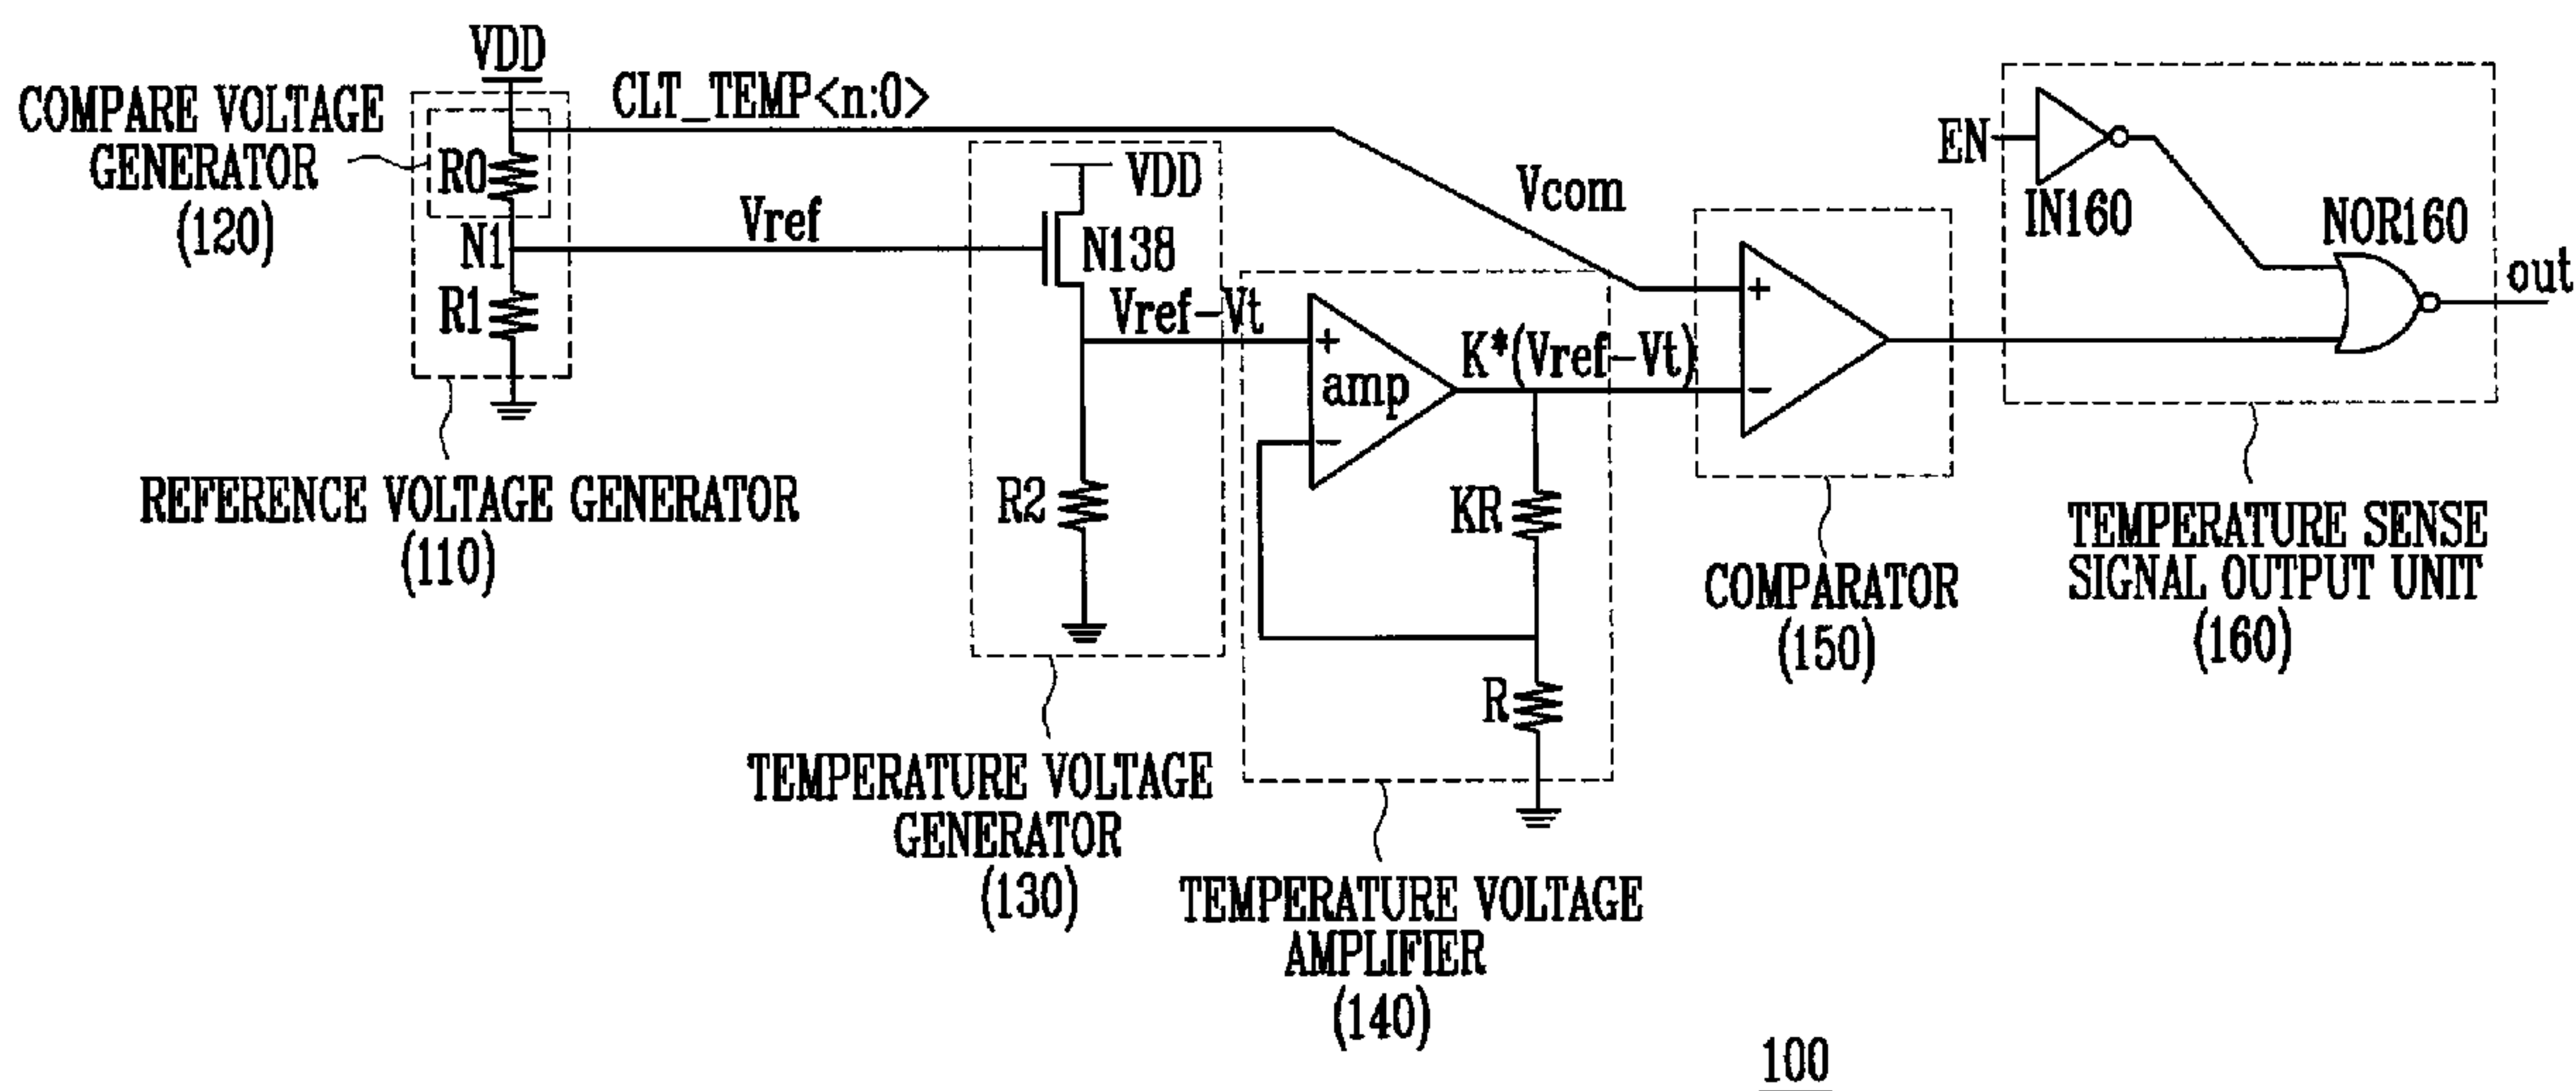 VDD
COMPARE VOLTAGE
GENERATOR
(120)
R0
N1
R1
REFERENCE VOLTAGE GENERATOR
(110)
CLT_TEMP<n:0>
Vref
VDD
N138
Vref-Vt
R2
TEMPERATURE VOLTAGE
GENERATOR
(130)
+
amp
-
K*(Vref-Vt)
KR
R
TEMPERATURE VOLTAGE
AMPLIFIER
(140)
Vcom
+
-
COMPARATOR
(150)
EN
IN160
NOR160
out
TEMPERATURE SENSE
SIGNAL OUTPUT UNIT
(160)
100